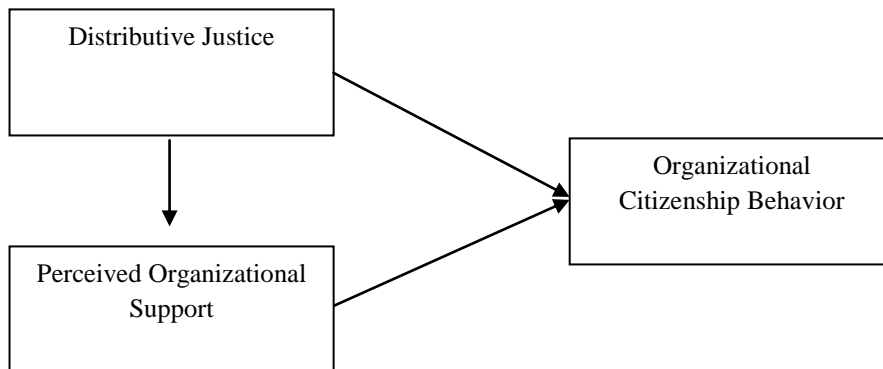 Distributive Justice
Organizational
Citizenship Behavior
Perceived Organizational
Support